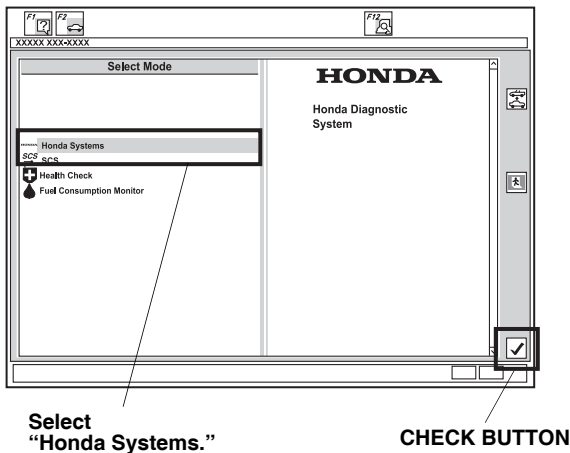 F1 F2 F12
XXXXX XXX-XXXX
Select Mode
HONDA
Honda Diagnostic
System
HONDA Honda Systems
SCS SCS
Health Check
Fuel Consumption Monitor
Select
“Honda Systems.”
CHECK BUTTON